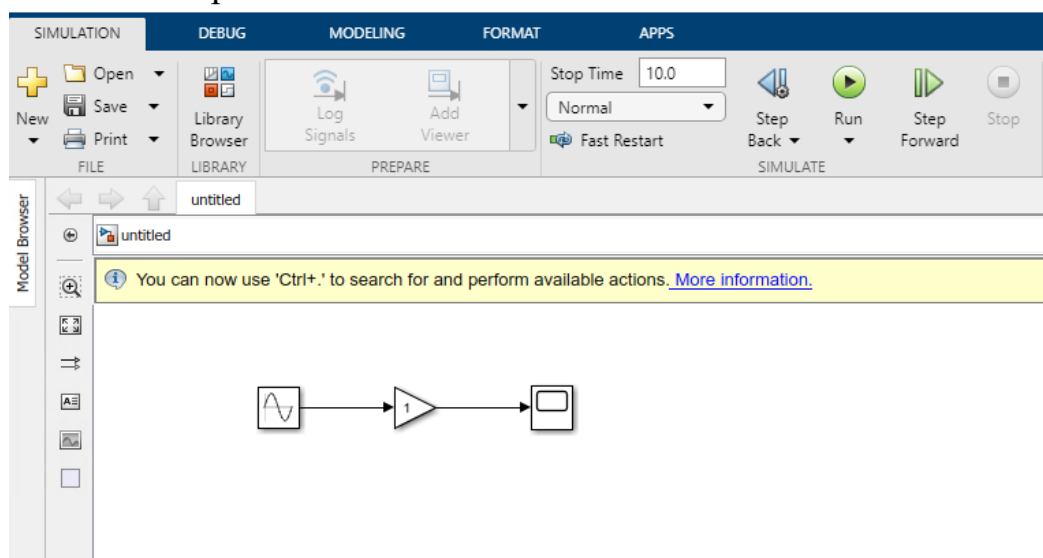 SIMULATION DEBUG MODELING FORMAT APPS
New
Open
Save
Print
FILE
Library
Browser
LIBRARY
Log
Signals
Add
Viewer
PREPARE
Stop Time 10.0
Normal
Fast Restart
Step
Back
Run
Step
Forward
Stop
SIMULATE
Model Browser
untitled
untitled
You can now use 'Ctrl+.' to search for and perform available actions. More information.
A
1